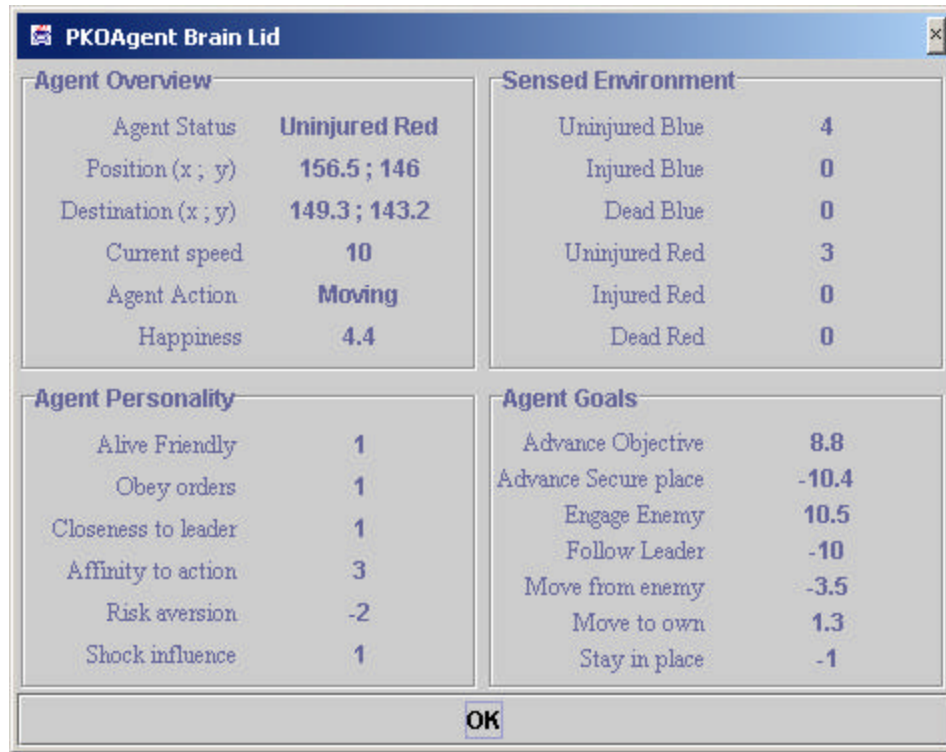 PKOAgent Brain Lid
Agent Overview
Agent Status Uninjured Red
Position (x ; y) 156.5 ; 146
Destination (x ; y) 149.3 ; 143.2
Current speed 10
Agent Action Moving
Happiness 4.4
Sensed Environment
Uninjured Blue 4
Injured Blue 0
Dead Blue 0
Uninjured Red 3
Injured Red 0
Dead Red 0
Agent Personality
Alive Friendly 1
Obey orders 1
Closeness to leader 1
Affinity to action 3
Risk aversion -2
Shock influence 1
Agent Goals
Advance Objective 8.8
Advance Secure place -10.4
Engage Enemy 10.5
Follow Leader -10
Move from enemy -3.5
Move to own 1.3
Stay in place -1
OK